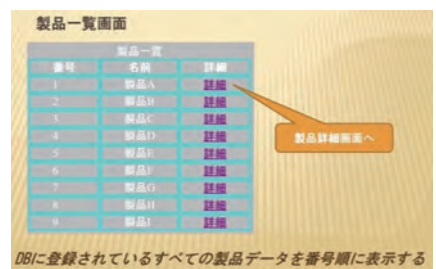 製品一覧画面
製品一覧
番号 名前 詳細
1 製品A 詳細
2 製品B 詳細
3 製品C 詳細
4 製品D 詳細
5 製品E 詳細
6 製品F 詳細
7 製品G 詳細
8 製品H 詳細
9 製品I 詳細
製品詳細画面へ
DBに登録されているすべての製品データを番号順に表示する